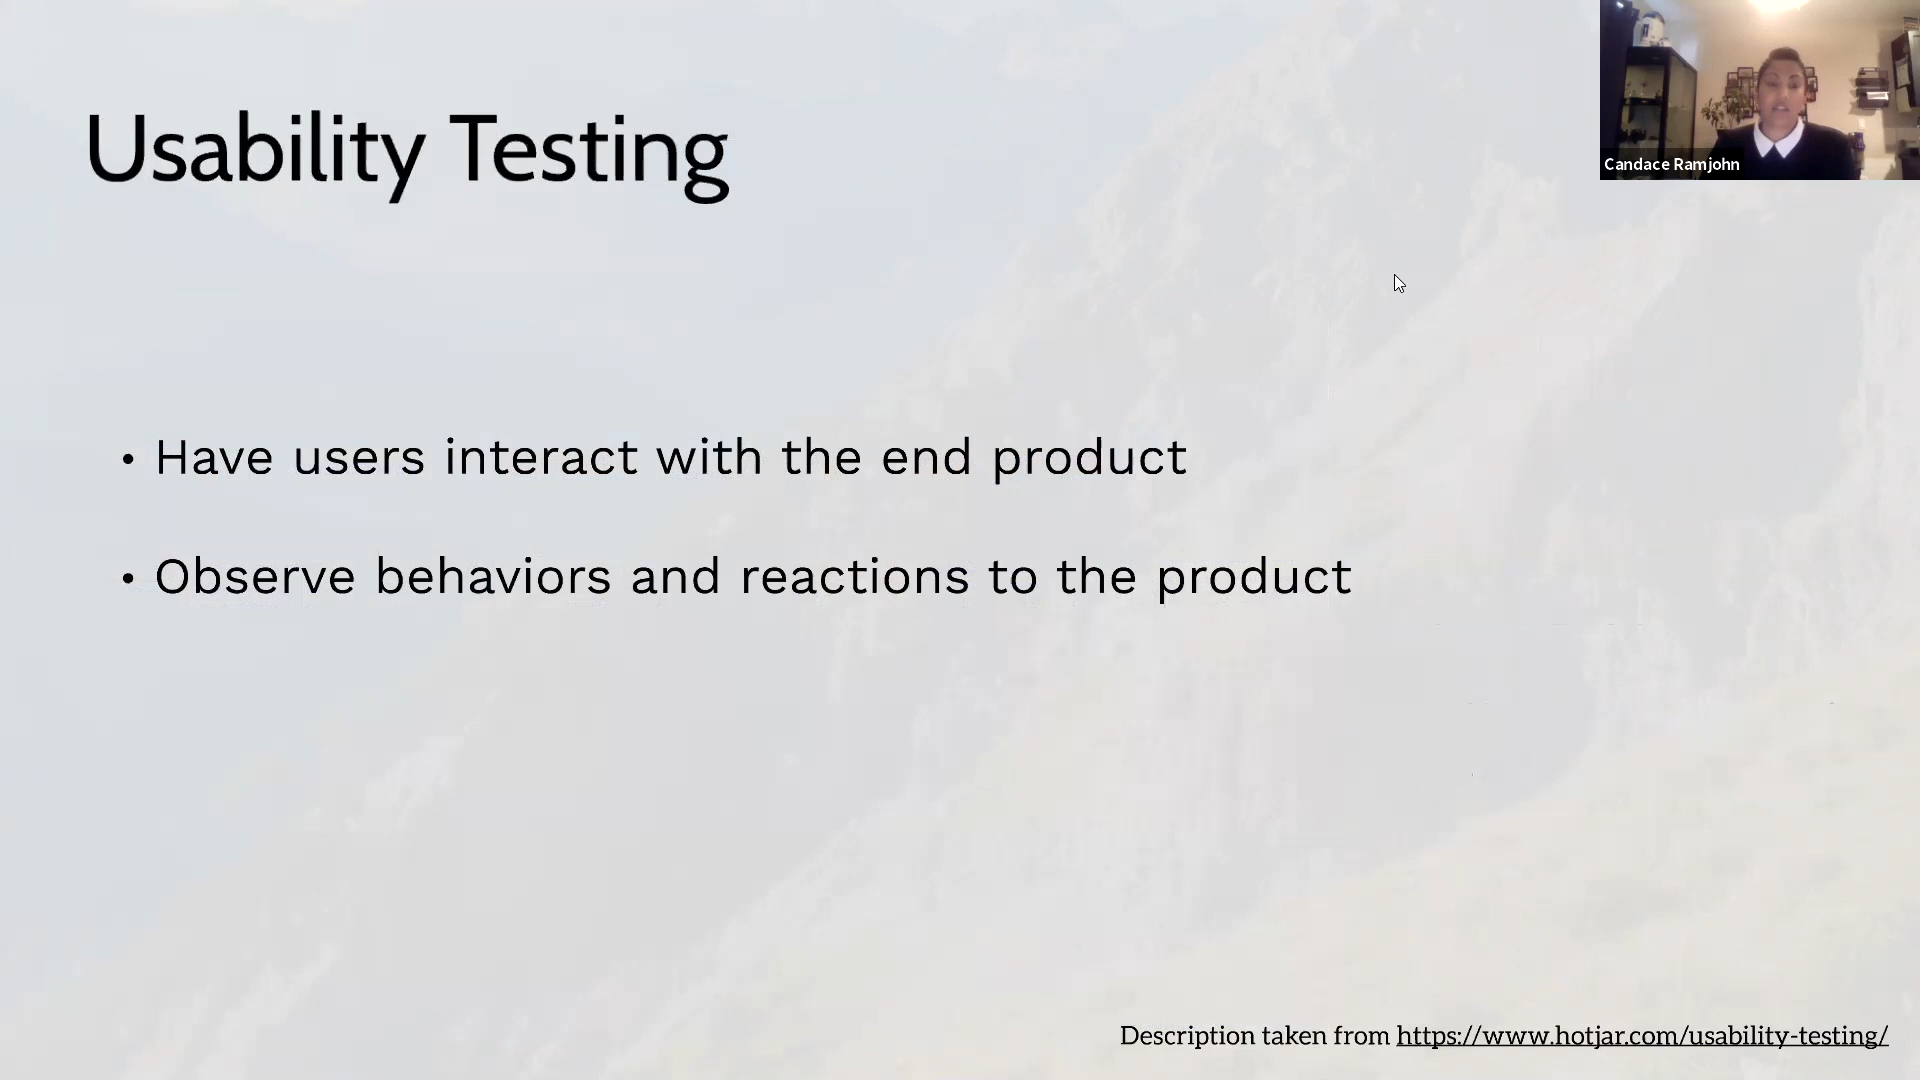 Usability Testing
Candace Ramjohn
• Have users interact with the end product
• Observe behaviors and reactions to the product
Description taken from https://www.hotjar.com/usability-testing/